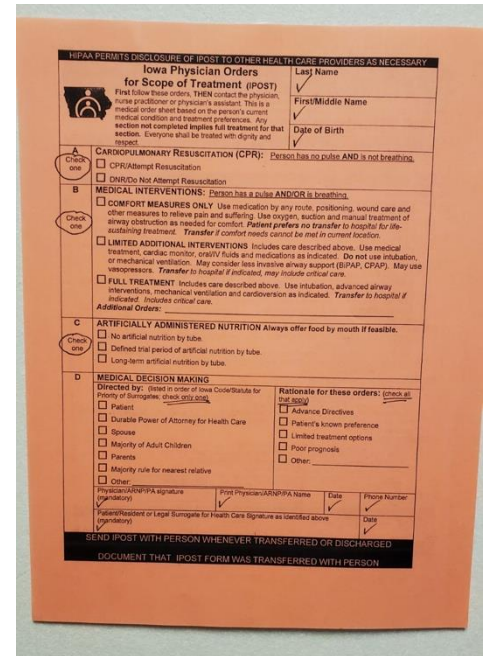 HIPAA PERMITS DISCLOSURE OF IPOST TO OTHER HEALTH CARE PROVIDERS AS NECESSARY
Iowa Physician Orders
for Scope of Treatment (IPOST)
First follow these orders, THEN contact the physician,
nurse practitioner or physician's assistant. This is a
medical order sheet based on the person's current
medical condition and treatment preferences. Any
section not completed implies full treatment for that
section. Everyone shall be treated with dignity and
respect.
Last Name
First/Middle Name
Date of Birth
A
Check
one
CARDIOPULMONARY RESUSCITATION (CPR): Person has no pulse AND is not breathing.
CPR/Attempt Resuscitation
DNR/Do Not Attempt Resuscitation
B
Check
one
MEDICAL INTERVENTIONS: Person has a pulse AND/OR is breathing.
COMFORT MEASURES ONLY Use medication by any route, positioning, wound care and
other measures to relieve pain and suffering. Use oxygen, suction and manual treatment of
airway obstruction as needed for comfort. Patient prefers no transfer to hospital for life-
sustaining treatment. Transfer if comfort needs cannot be met in current location.
LIMITED ADDITIONAL INTERVENTIONS Includes care described above. Use medical
treatment, cardiac monitor, oral/IV fluids and medications as indicated. Do not use intubation,
or mechanical ventilation. May consider less invasive airway support (BiPAP, CPAP). May use
vasopressors. Transfer to hospital if indicated, may include critical care.
FULL TREATMENT Includes care described above. Use intubation, advanced airway
interventions, mechanical ventilation and cardioversion as indicated. Transfer to hospital if
indicated. Includes critical care.
Additional Orders:
C
Check
one
ARTIFICIALLY ADMINISTERED NUTRITION Always offer food by mouth if feasible.
No artificial nutrition by tube.
Defined trial period of artificial nutrition by tube.
Long-term artificial nutrition by tube.
D
MEDICAL DECISION MAKING
Directed by: (listed in order of Iowa Code/Statute for
Priority of Surrogates; check only one)
Patient
Durable Power of Attorney for Health Care
Spouse
Majority of Adult Children
Parents
Majority rule for nearest relative
Other:
Rationale for these orders: (check all
that apply)
Advance Directives
Patient's known preference
Limited treatment options
Poor prognosis
Other:
Physician/ARNP/PA signature
(mandatory)
Print Physician/ARNP/PA Name
Date
Phone Number
Patient/Resident or Legal Surrogate for Health Care Signature as identified above
(mandatory)
Date
SEND IPOST WITH PERSON WHENEVER TRANSFERRED OR DISCHARGED
DOCUMENT THAT IPOST FORM WAS TRANSFERRED WITH PERSON